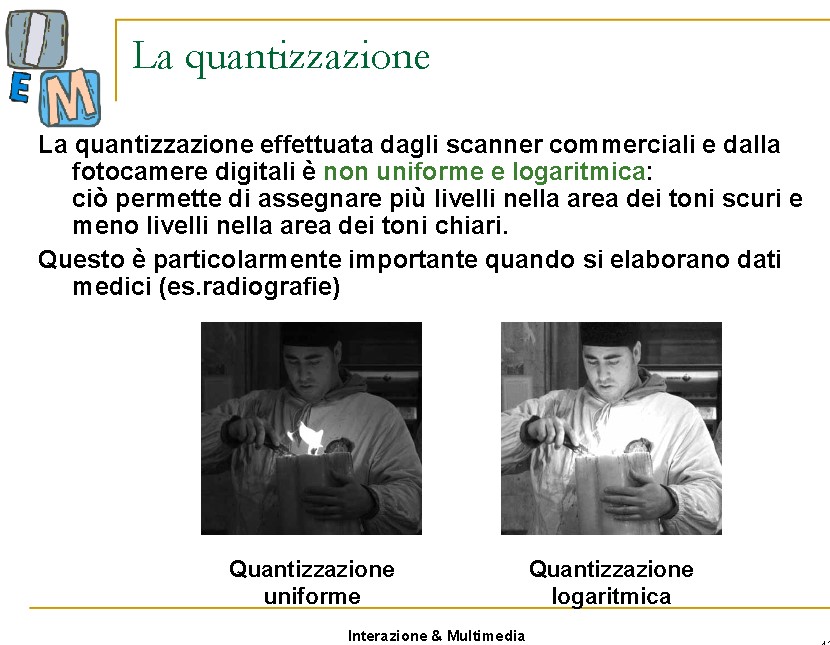 I
E M
La quantizzazione
La quantizzazione effettuata dagli scanner commerciali e dalla
fotocamere digitali è non uniforme e logaritmica:
ciò permette di assegnare più livelli nella area dei toni scuri e
meno livelli nella area dei toni chiari.
Questo è particolarmente importante quando si elaborano dati
medici (es.radiografie)
Quantizzazione
uniforme
Quantizzazione
logaritmica
Interazione & Multimedia